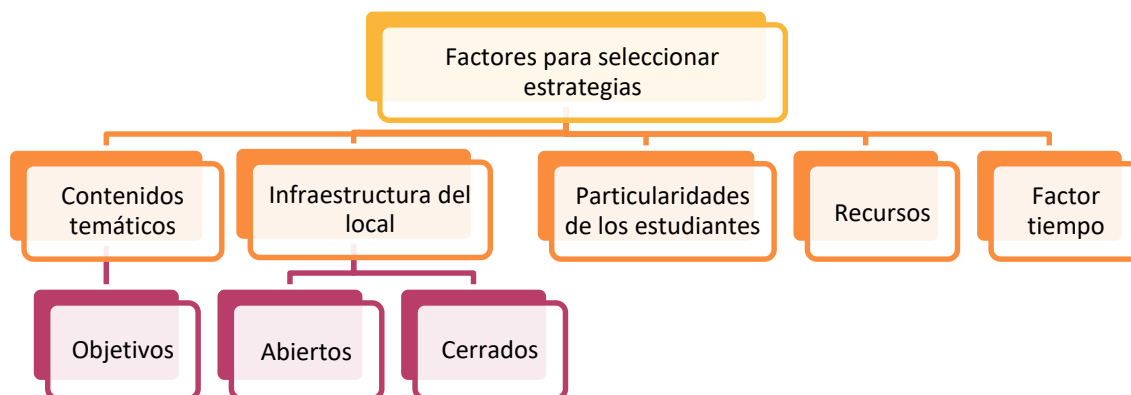 Factores para seleccionar
estrategias
Contenidos
temáticos
Infraestructura del
local
Particularidades
de los estudiantes
Recursos
Factor
tiempo
Objetivos
Abiertos
Cerrados